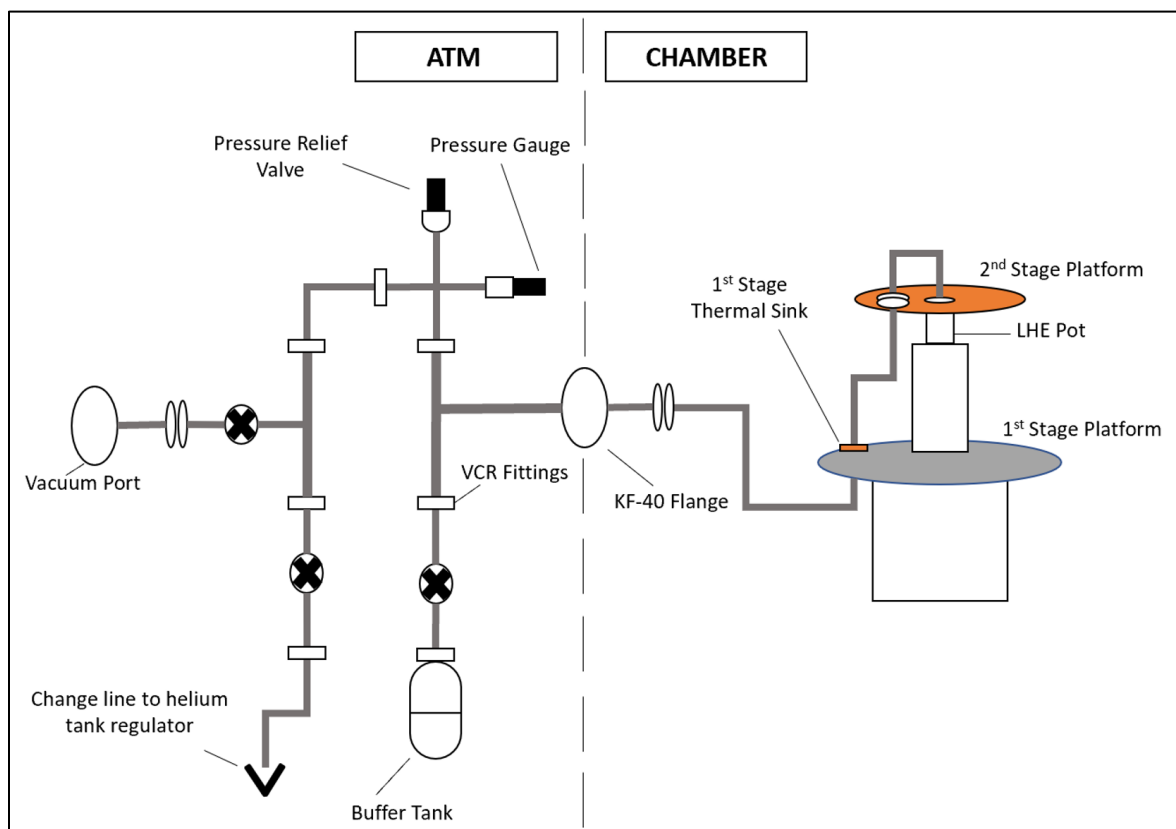 ATM
CHAMBER
Pressure Relief
Valve
Pressure Gauge
1st Stage
Thermal Sink
2nd Stage Platform
LHE Pot
1st Stage Platform
Vacuum Port
VCR Fittings
KF-40 Flange
Change line to helium
tank regulator
Buffer Tank